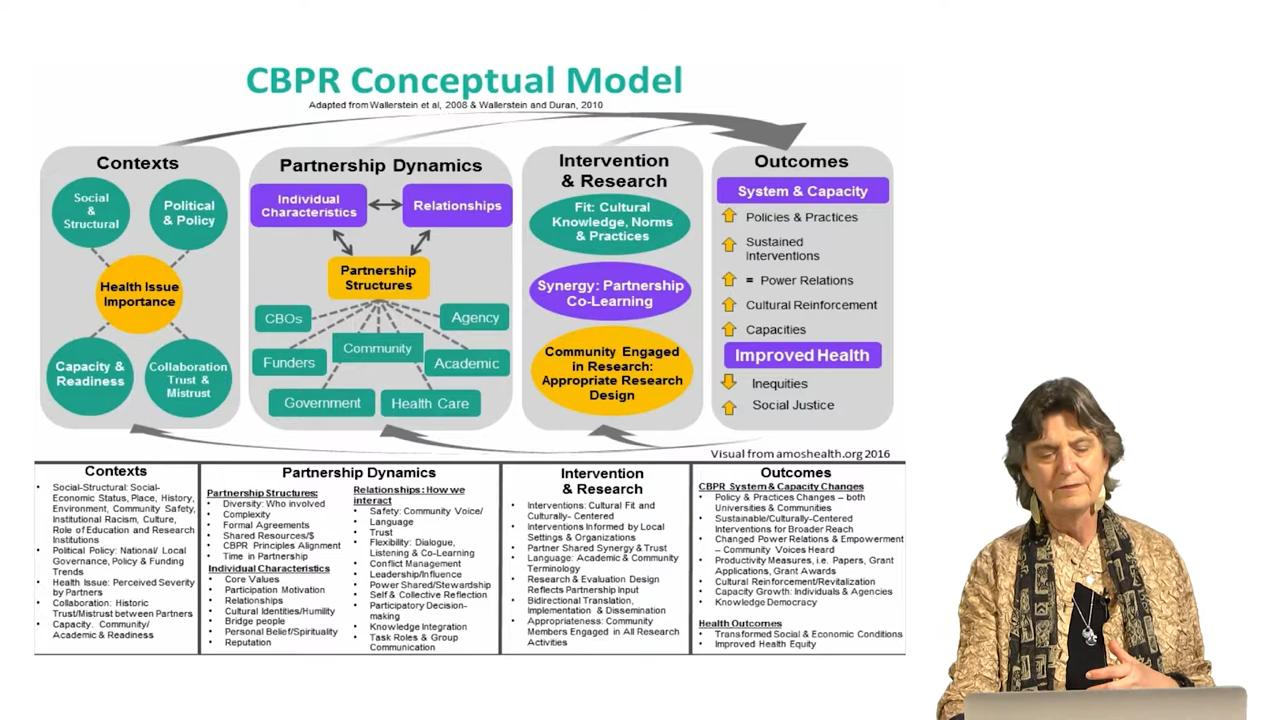 CBPR Conceptual Model
Adapted from Wallerstein et al, 2008 & Wallerstein and Duran, 2010
Contexts
Social
&
Structural
Political
& Policy
Health Issue
Importance
Capacity &
Readiness
Collaboration
Trust &
Mistrust
Partnership Dynamics
Individual
Characteristics
Relationships
Partnership
Structures
CBOs
Agency
Community
Funders
Academic
Government
Health Care
Intervention
& Research
Fit: Cultural
Knowledge, Norms
& Practices
Synergy: Partnership
Co-Learning
Community Engaged
in Research:
Appropriate Research
Design
Outcomes
System & Capacity
Policies & Practices
Sustained
Interventions
= Power Relations
Cultural Reinforcement
Capacities
Improved Health
Inequities
Social Justice
Visual from amoshealth.org 2016
Contexts
• Social-Structural: Social-
Economic Status, Place, History,
Environment, Community Safety,
Institutional Racism, Culture,
Role of Education and Research
Institutions
• Political Policy: National/ Local
Governance, Policy & Funding
Trends
• Health Issue: Perceived Severity
by Partners
• Collaboration: Historic
Trust/Mistrust between Partners
• Capacity. Community/
Academic & Readiness
Partnership Dynamics
Partnership Structures:
• Diversity: Who involved
• Complexity
• Formal Agreements
• Shared Resources/$
• CBPR Principles Alignment
• Time in Partnership
Individual Characteristics
• Core Values
• Participation Motivation
• Relationships
• Cultural Identities/Humility
• Bridge people
• Personal Belief/Spirituality
• Reputation
Relationships: How we
interact
• Safety: Community Voice/
• Language
• Trust
• Flexibility: Dialogue,
Listening & Co-Learning
• Conflict Management
• Leadership/Influence
• Power Shared/Stewardship
• Self & Collective Reflection
• Participatory Decision-
making
• Knowledge Integration
• Task Roles & Group
Communication
Intervention
& Research
• Interventions: Cultural Fit and
Culturally- Centered
• Interventions Informed by Local
Settings & Organizations
• Partner Shared Synergy & Trust
• Language: Academic & Community
Terminology
• Research & Evaluation Design
Reflects Partnership Input
• Bidirectional Translation,
Implementation & Dissemination
• Appropriateness: Community
Members Engaged in All Research
Activities
Outcomes
CBPR System & Capacity Changes
• Policy & Practices Changes – both
Universities & Communities
• Sustainable/Culturally-Centered
Interventions for Broader Reach
• Changed Power Relations & Empowerment
– Community Voices Heard
• Productivity Measures, i.e. Papers, Grant
Applications, Grant Awards
• Cultural Reinforcement/Revitalization
• Capacity Growth: Individuals & Agencies
• Knowledge Democracy
Health Outcomes
• Transformed Social & Economic Conditions
• Improved Health Equity